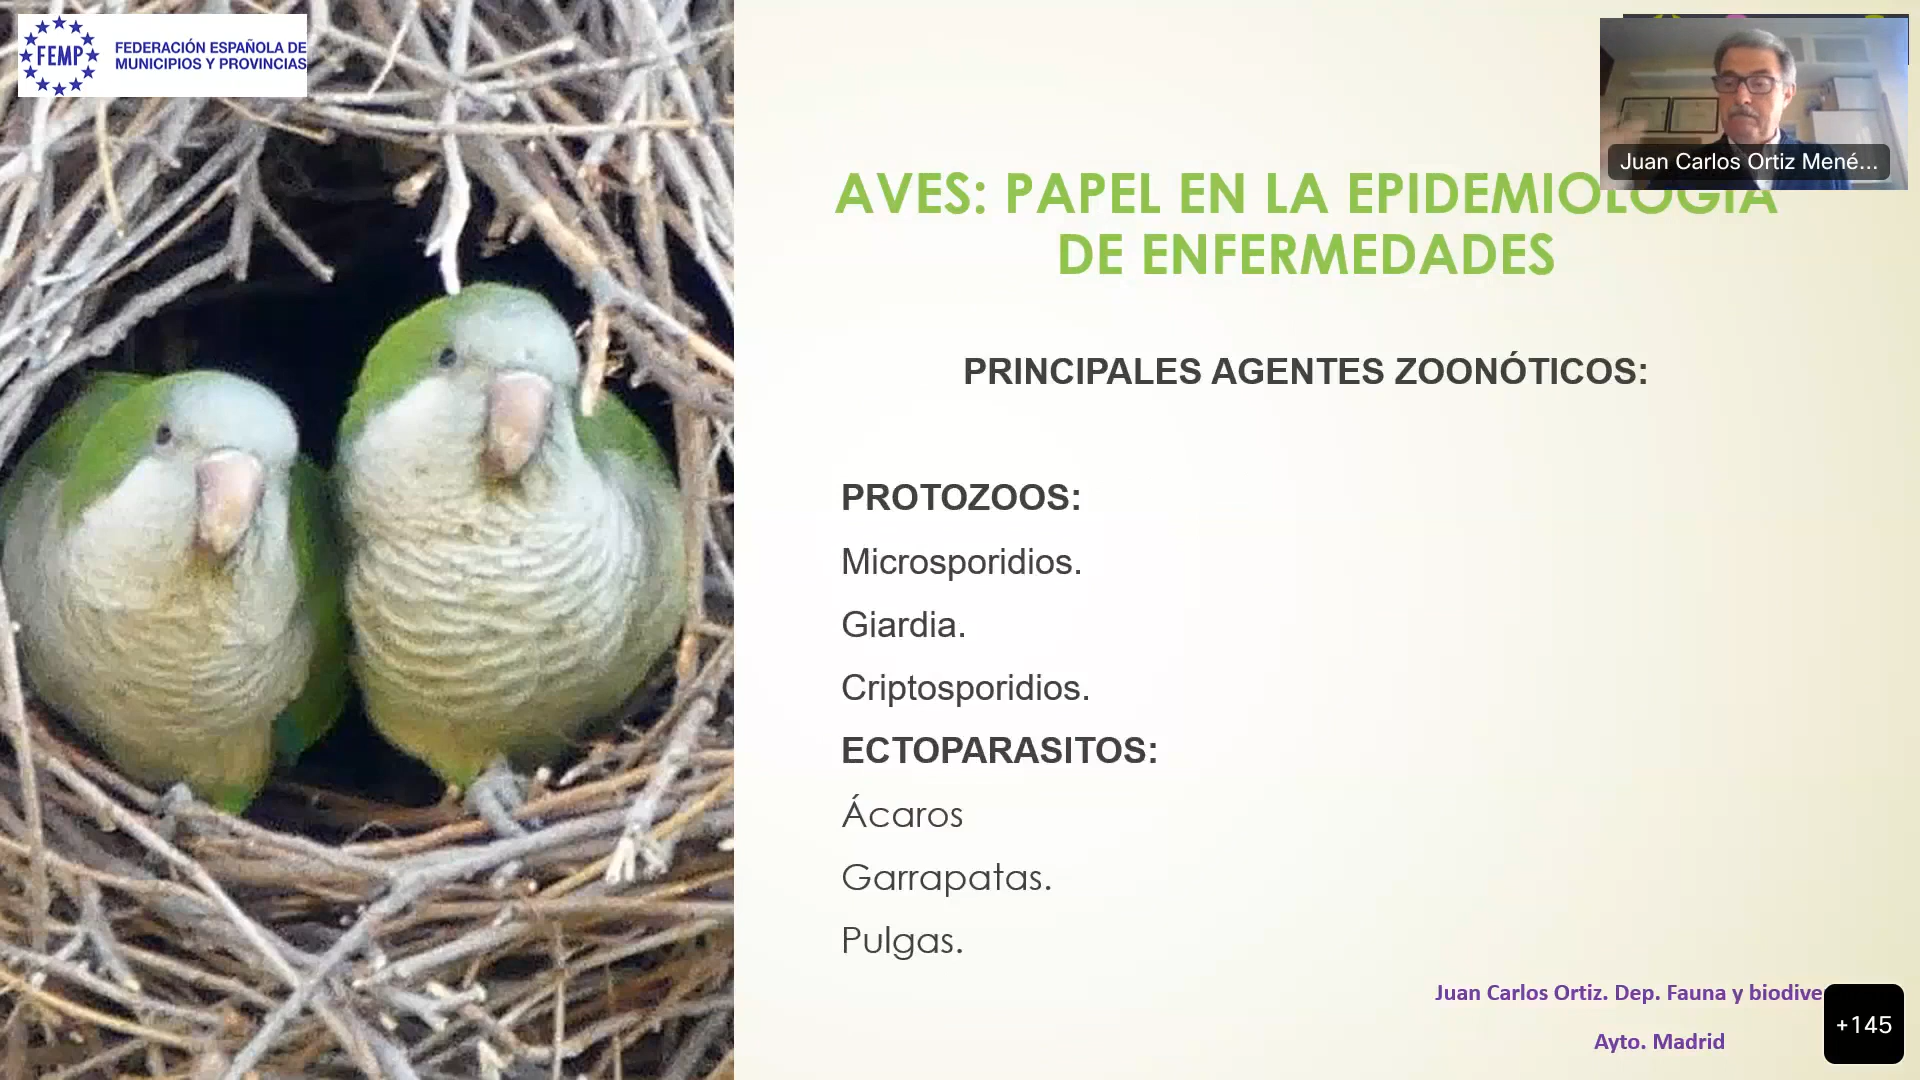 FEMP
FEDERACIÓN ESPAÑOLA DE
MUNICIPIOS Y PROVINCIAS
Juan Carlos Ortiz Mené...
AVES: PAPEL EN LA EPIDEMIOLOGÍA
DE ENFERMEDADES
PRINCIPALES AGENTES ZOONÓTICOS:
PROTOZOOS:
Microsporidios.
Giardia.
Criptosporidios.
ECTOPARASITOS:
Ácaros
Garrapatas.
Pulgas.
Juan Carlos Ortiz. Dep. Fauna y biodive
Ayto. Madrid
+145